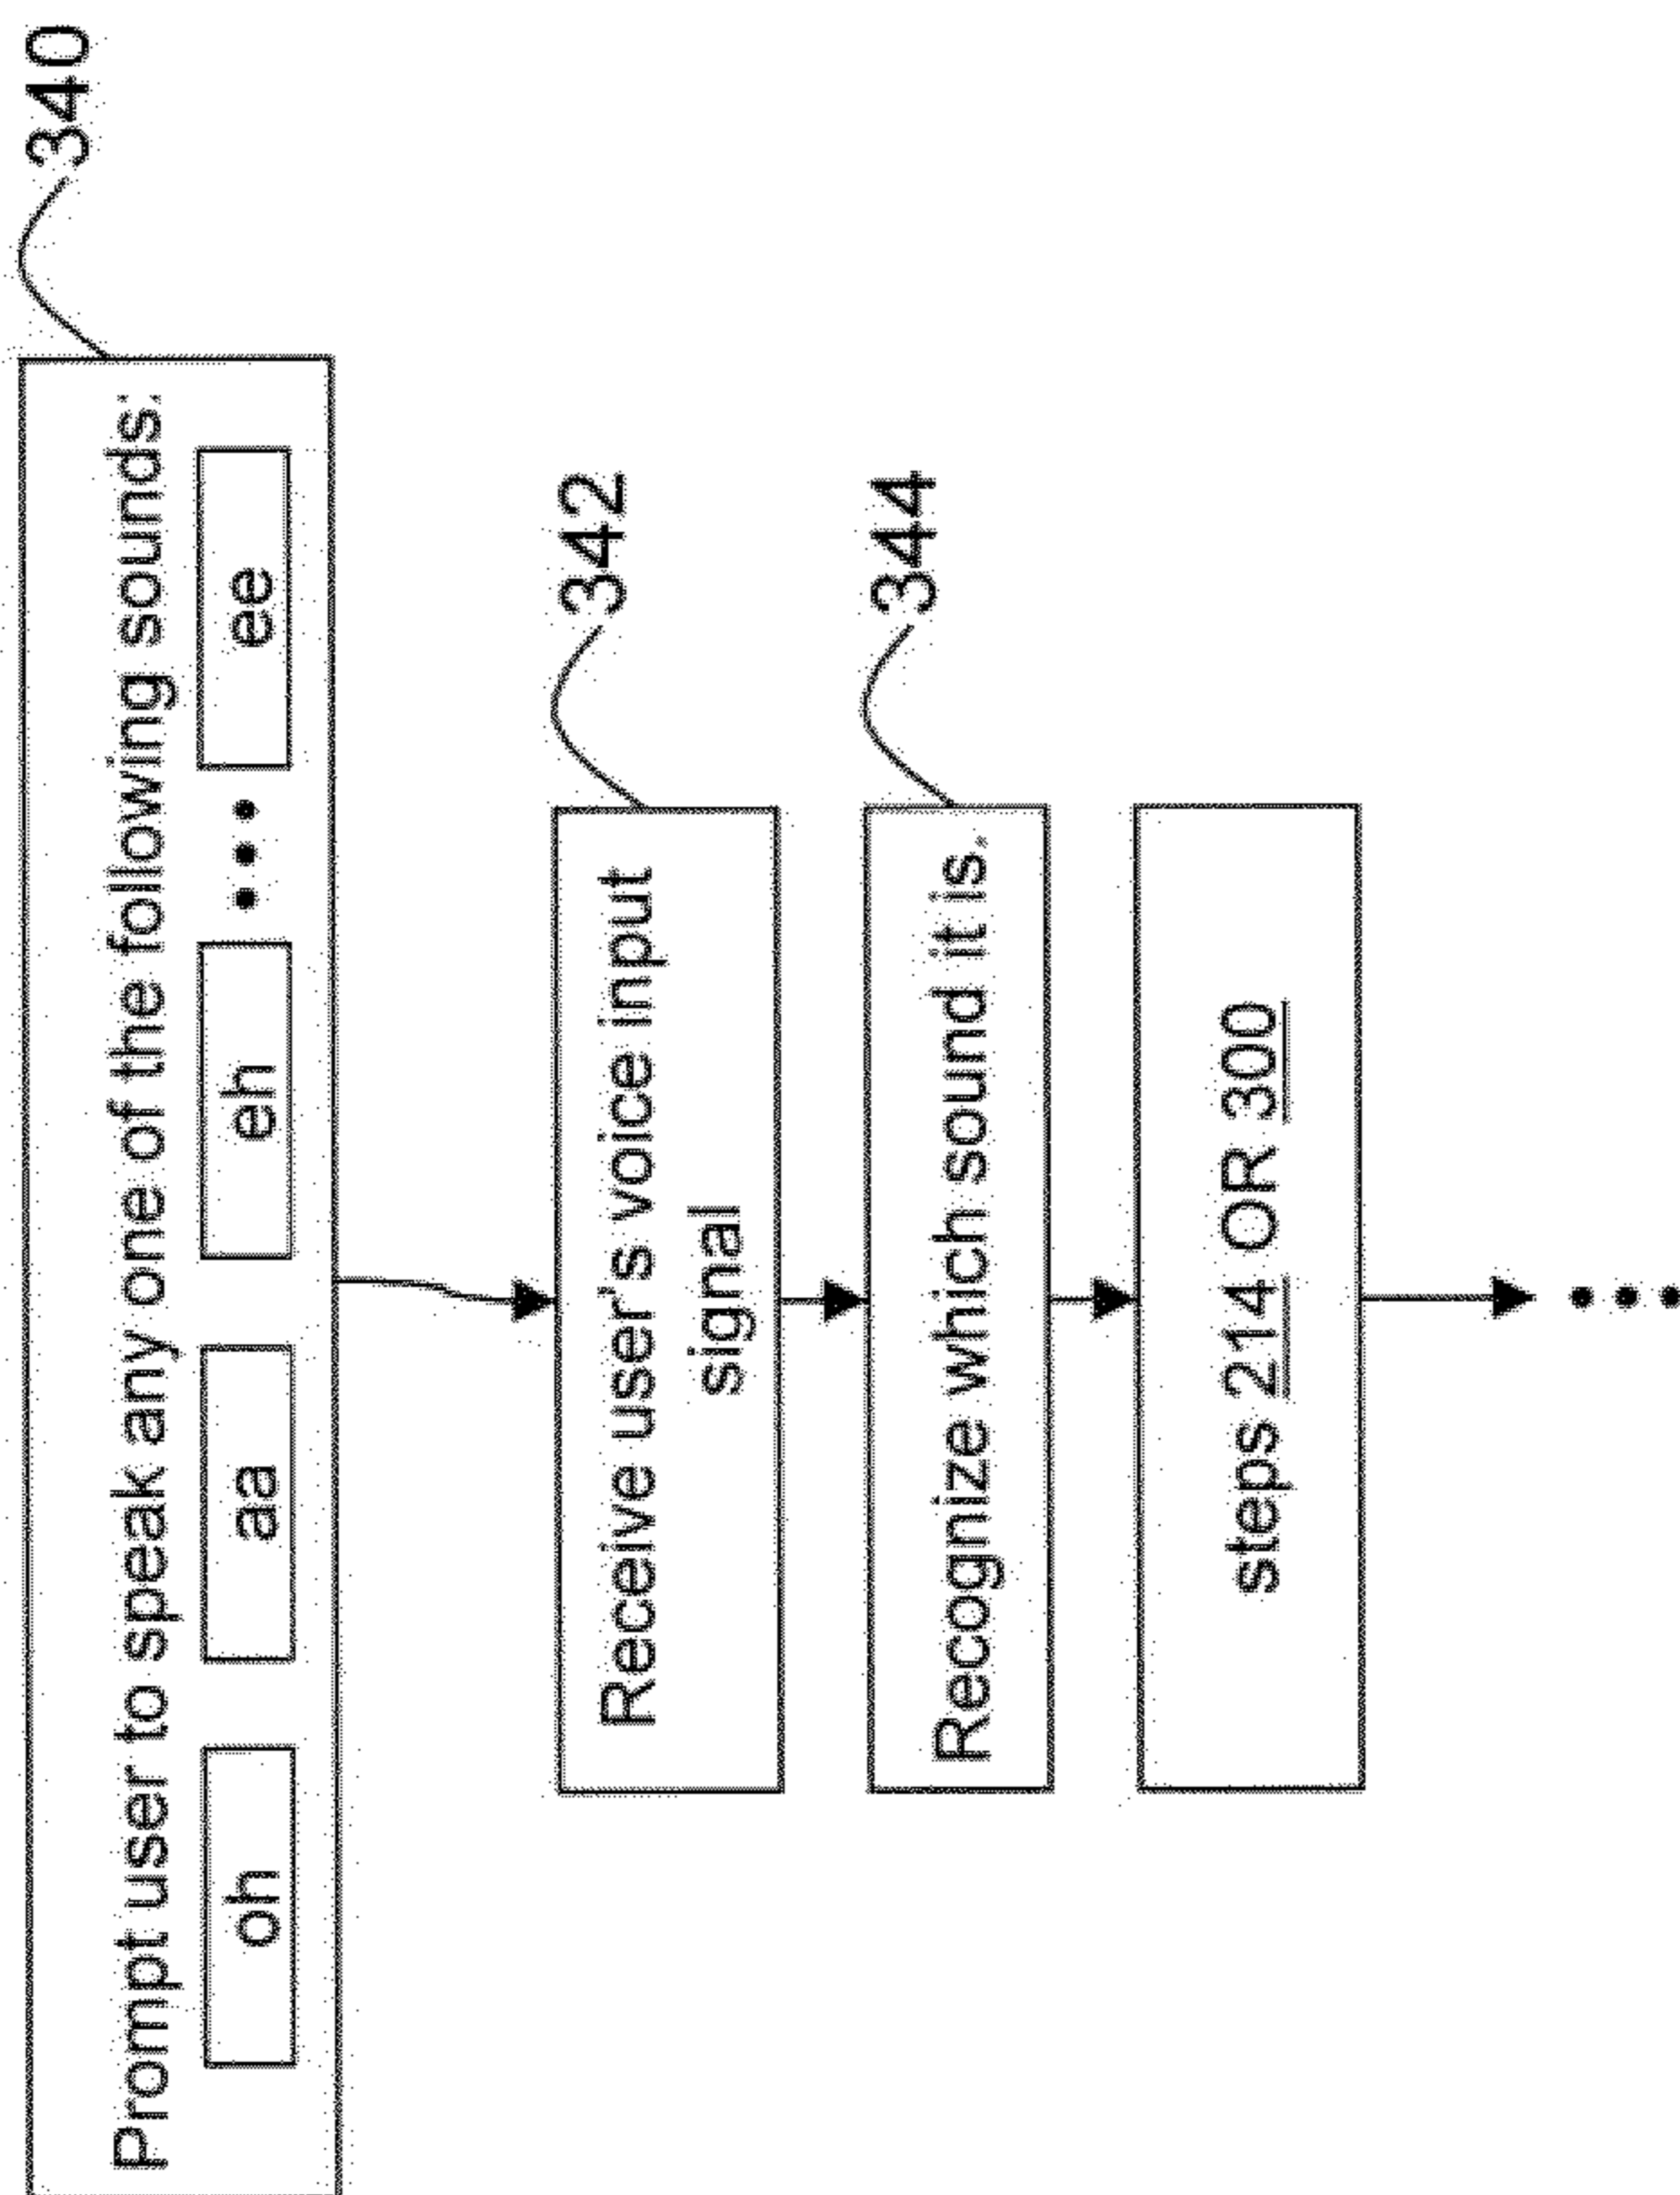 340
Prompt user to speak any one of the following sounds:
oh aa eh ••• ee
342
Receive user's voice input
signal
344
Recognize which sound it is.
steps 214 OR 300
•••